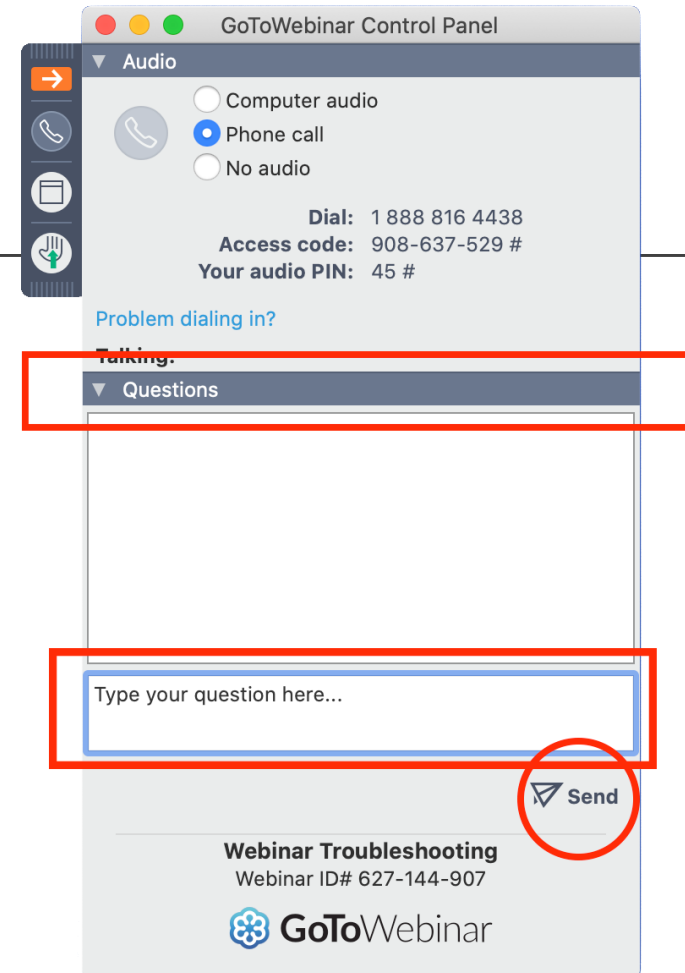 GoToWebinar Control Panel
Audio
Computer audio
Phone call
No audio
Dial: 1 888 816 4438
Access code: 908-637-529 #
Your audio PIN: 45 #
Problem dialing in?
Talking:
Questions
Type your question here...
Send
Webinar Troubleshooting
Webinar ID# 627-144-907
GoToWebinar